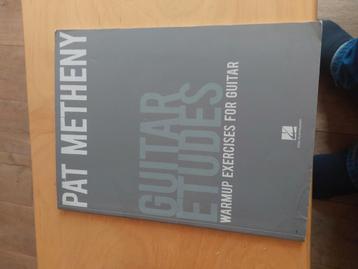 PAT METHENY
GUITAR
ETUDES
WARMUP EXERCISES FOR GUITAR